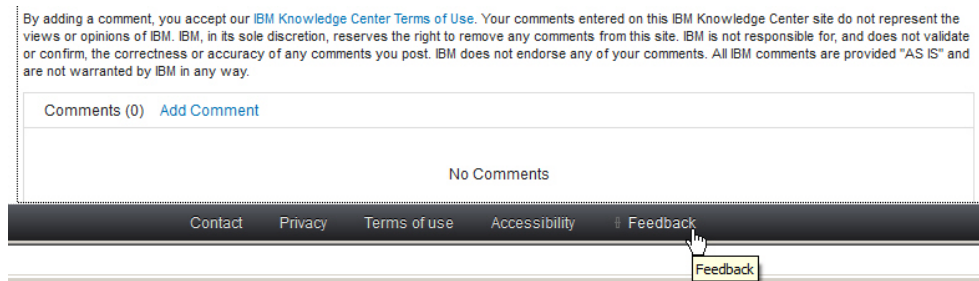 By adding a comment, you accept our IBM Knowledge Center Terms of Use. Your comments entered on this IBM Knowledge Center site do not represent the
views or opinions of IBM. IBM, in its sole discretion, reserves the right to remove any comments from this site. IBM is not responsible for, and does not validate
or confirm, the correctness or accuracy of any comments you post. IBM does not endorse any of your comments. All IBM comments are provided "AS IS" and
are not warranted by IBM in any way.
Comments (0) Add Comment
No Comments
Contact Privacy Terms of use Accessibility Feedback
Feedback